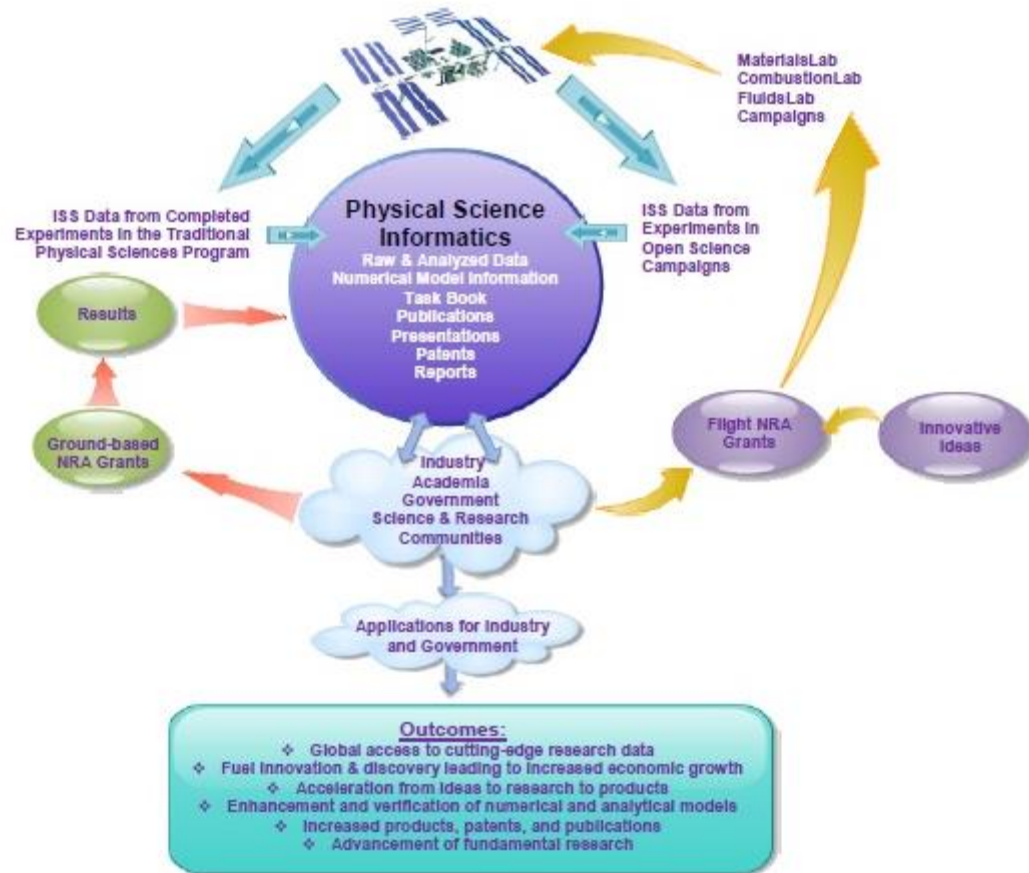 MaterialsLab
CombustionLab
FluidsLab
Campaigns
ISS Data from Completed
Experiments in the Traditional
Physical Sciences Program
Physical Science
Informatics
Raw & Analyzed Data
Numerical Model Information
Task Book
Publications
Presentations
Patents
Reports
ISS Data from
Experiments in
Open Science
Campaigns
Results
Ground-based
NRA Grants
Flight NRA
Grants
Innovative
Ideas
Industry
Academia
Government
Science & Research
Communities
Applications for Industry
and Government
Outcomes:
❖ Global access to cutting-edge research data
❖ Fuel innovation & discovery leading to increased economic growth
❖ Acceleration from ideas to research to products
❖ Enhancement and verification of numerical and analytical models
❖ Increased products, patents, and publications
❖ Advancement of fundamental research